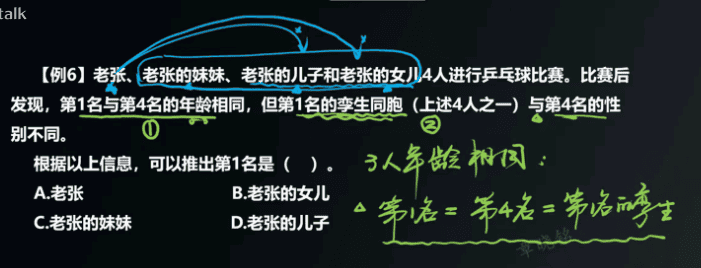 talk
【例6】老张、老张的妹妹、老张的儿子和老张的女儿4人进行乒乓球比赛。比赛后
发现，第1名与第4名的年龄相同，但第1名的孪生同胞（上述4人之一）与第4名的性
① ②
别不同。
根据以上信息，可以推出第1名是（ ）。
3人年龄相同：
A.老张 B.老张的女儿
C.老张的妹妹 D.老张的儿子
第1名 = 第4名 = 第1名的孪生
章晓铭